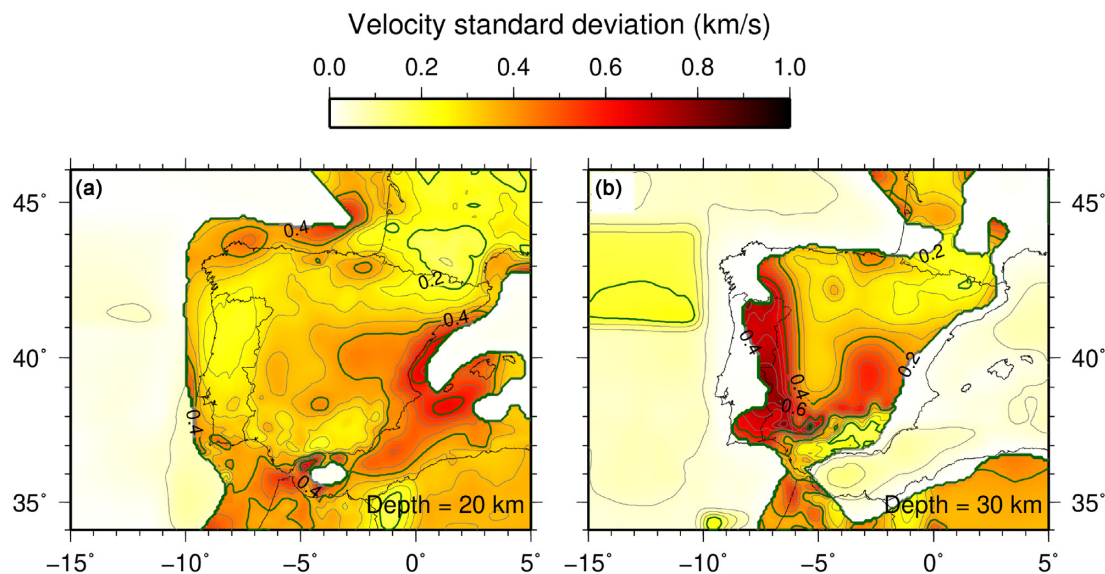 Velocity standard deviation (km/s)
0.0 0.2 0.4 0.6 0.8 1.0
(a) (b)
45˚ 45˚
40˚ 40˚
35˚ 35˚
0.4
0.2
0.4
0.4
0.4
Depth = 20 km
0.2
0.4
0.2
0.4
0.6
Depth = 30 km
−15 −10 −5 0 5˚ −15 −10 −5 0 5˚